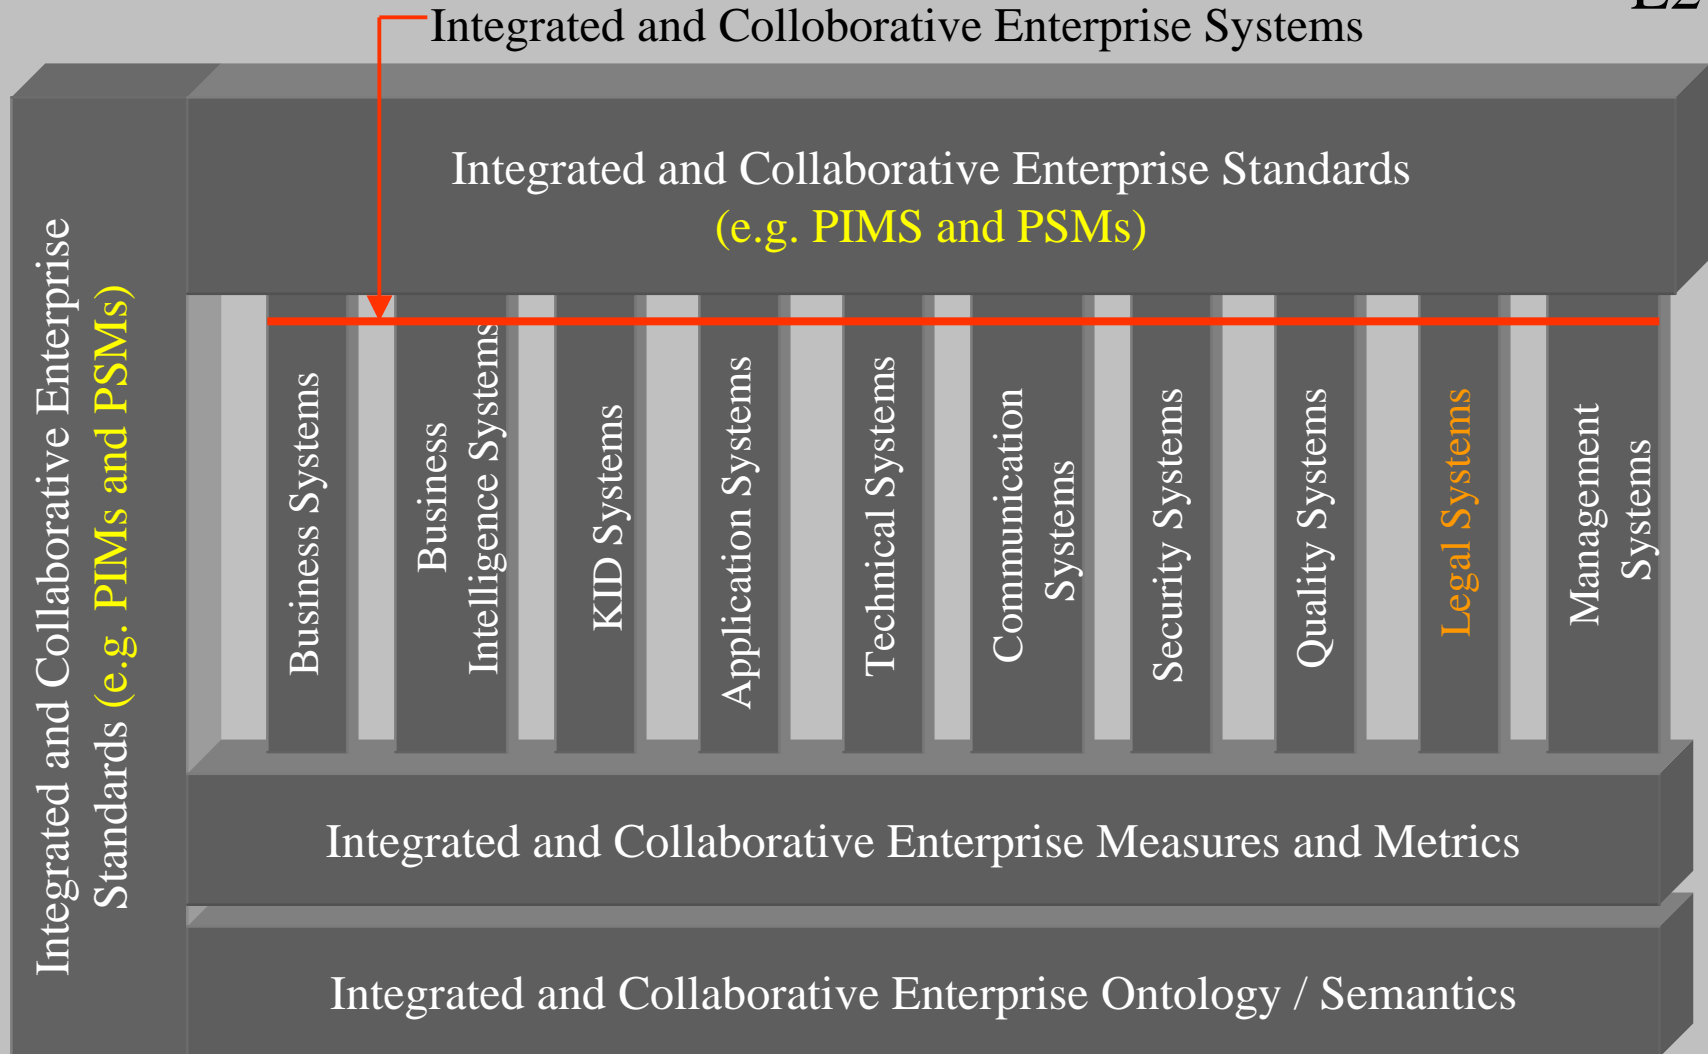 Integrated and Colloborative Enterprise Systems
Integrated and Collaborative Enterprise Standards
(e.g. PIMS and PSMs)
Integrated and Collaborative Enterprise
Standards (e.g. PIMs and PSMs)
Business Systems
Business
Intelligence Systems
KID Systems
Application Systems
Technical Systems
Communication
Systems
Security Systems
Quality Systems
Legal Systems
Management
Systems
Integrated and Collaborative Enterprise Measures and Metrics
Integrated and Collaborative Enterprise Ontology / Semantics